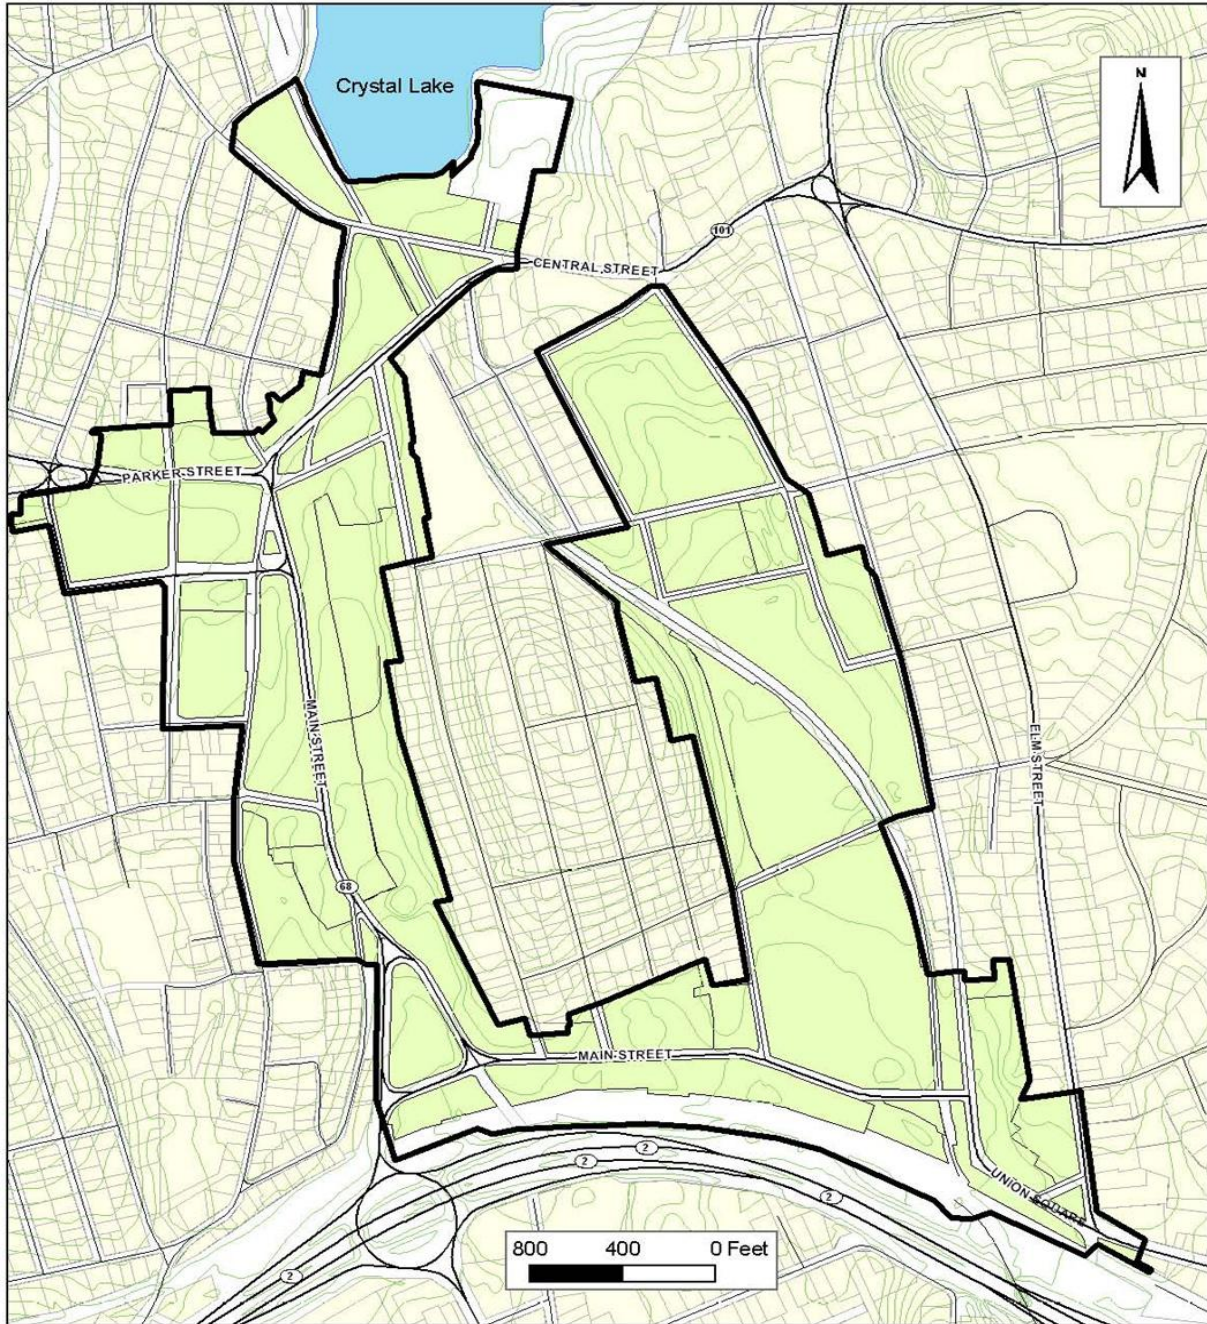 Crystal Lake
N
101
CENTRAL STREET
PARKER STREET
MAIN STREET
ELM STREET
68
MAIN STREET
2
2
2
UNION SQUARE
2
800 400 0 Feet